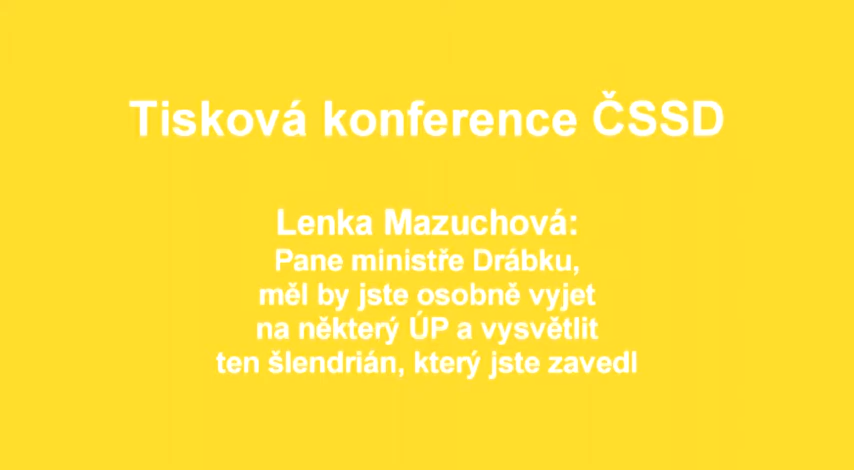 Tisková konference ČSSD
Lenka Mazuchová:
Pane ministře Drábku,
měl by jste osobně vyjet
na některý ÚP a vysvětlit
ten šlendrián, který jste zavedl